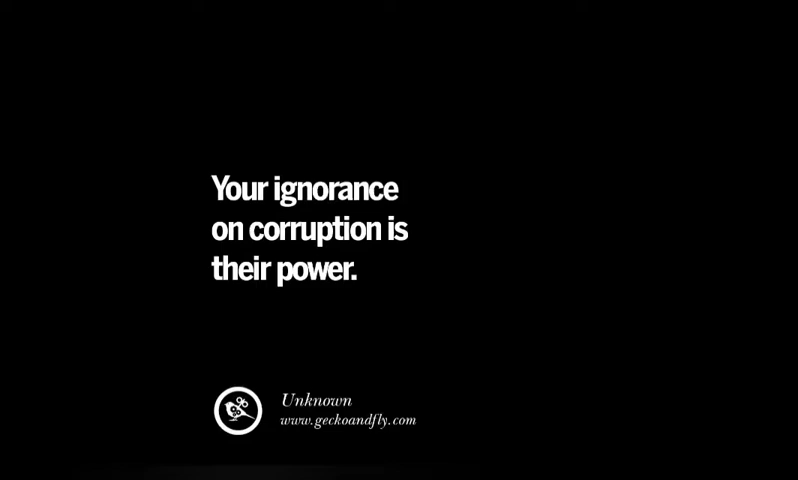 Your ignorance
on corruption is
their power.
Unknown
www.geckoandfly.com